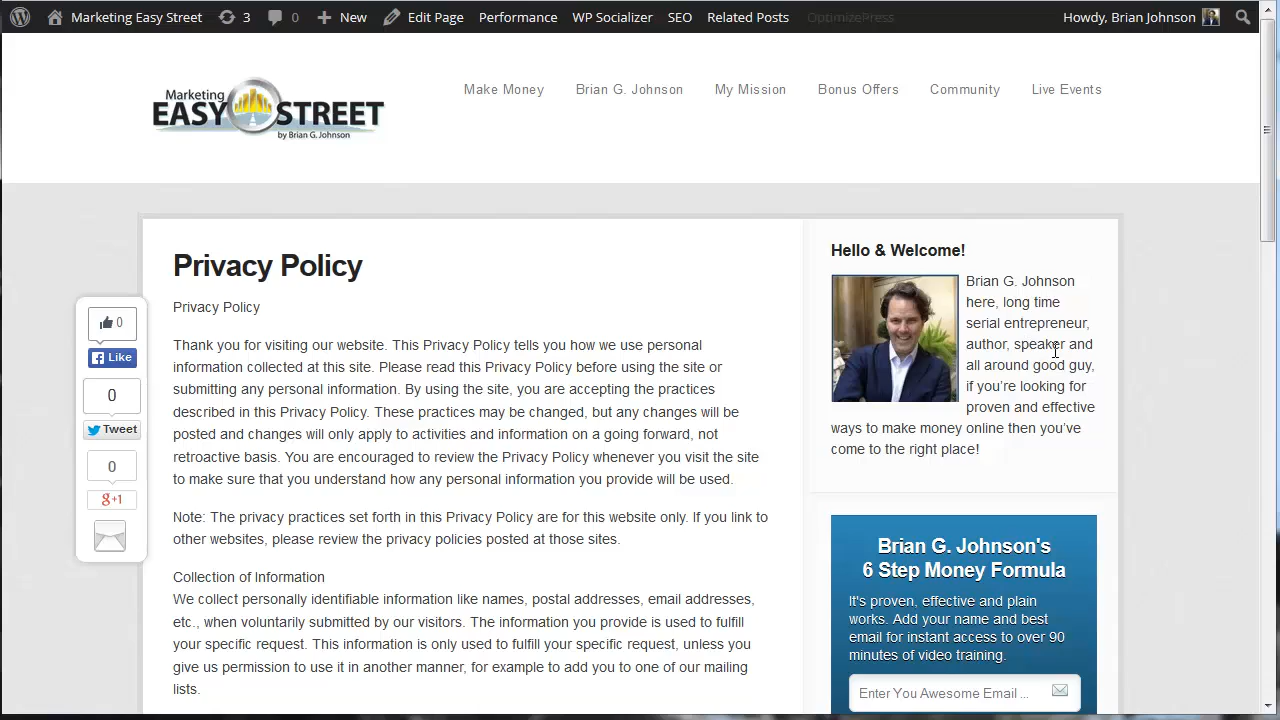 Marketing Easy Street 3 0 New Edit Page Performance WP Socializer SEO Related Posts OptimizePress Howdy, Brian Johnson
Marketing
EASY STREET
by Brian G. Johnson
Make Money Brian G. Johnson My Mission Bonus Offers Community Live Events
Privacy Policy
Privacy Policy
Thank you for visiting our website. This Privacy Policy tells you how we use personal
information collected at this site. Please read this Privacy Policy before using the site or
submitting any personal information. By using the site, you are accepting the practices
described in this Privacy Policy. These practices may be changed, but any changes will be
posted and changes will only apply to activities and information on a going forward, not
retroactive basis. You are encouraged to review the Privacy Policy whenever you visit the site
to make sure that you understand how any personal information you provide will be used.
Note: The privacy practices set forth in this Privacy Policy are for this website only. If you link to
other websites, please review the privacy policies posted at those sites.
Collection of Information
We collect personally identifiable information like names, postal addresses, email addresses,
etc., when voluntarily submitted by our visitors. The information you provide is used to fulfill
your specific request. This information is only used to fulfill your specific request, unless you
give us permission to use it in another manner, for example to add you to one of our mailing
lists.
0
Like
0
Tweet
0
g+1
Hello & Welcome!
Brian G. Johnson
here, long time
serial entrepreneur,
author, speaker and
all around good guy,
if you're looking for
proven and effective
ways to make money online then you've
come to the right place!
Brian G. Johnson's
6 Step Money Formula
It's proven, effective and plain
works. Add your name and best
email for instant access to over 90
minutes of video training.
Enter You Awesome Email ...